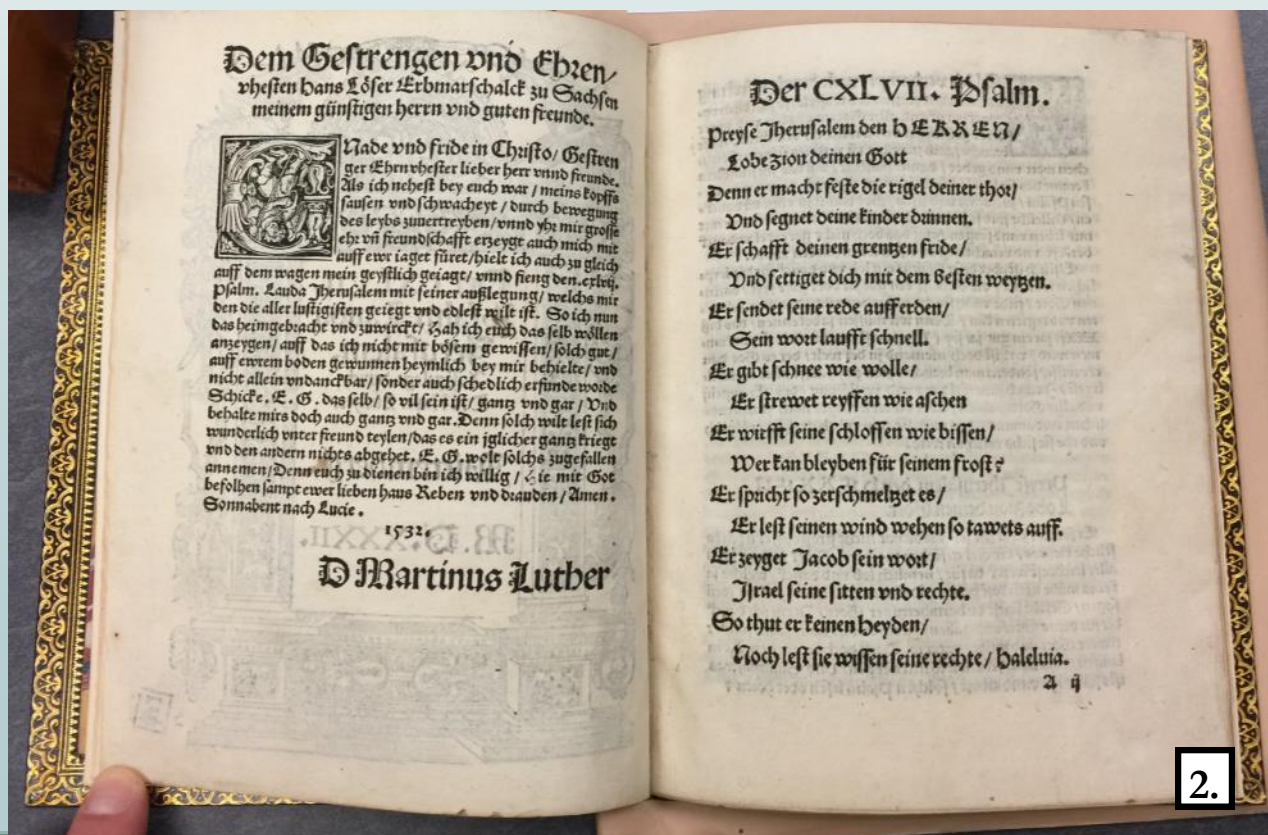 Dem Gestrengen vnd Ehren/
vhesten Hans Löser Erbmarschalck zu Sachsen
meinem günstigen herrn vnd guten freunde.
GNade vnd fride in Christo/ Gestren
ger Ehrnvhester lieber herr vnnd freunde.
Als ich nehest bey euch war / meins kopffs
sausen vnd schwacheyt / durch bewegung
des leybs zuuertreyben/ vnnd yhr mir grosse
ehr vñ freundschafft erzeygt auch mich mit
auff ewr iaget füret/ hielt ich auch zu gleich
auff dem wagen mein geystlich geiagt/ vnnd fieng den .cxlvij.
Psalm. Lauda Jherusalem mit seiner außlegung/ welchs mir
den die aller lustigisten geiegt vnd edlest wilt ist. So ich nun
das heimgebracht vnd zuwirckt/ Hab ich euch das selb wöllen
anzeygen/ auff das ich nicht mit bösem gewissen/ solch gut/
auff ewrem boden gewunnen heymlich bey mir behielte/ vnd
nicht allein vndanckbar/ sonder auch schedlich erfunde worde
Schicke. E. G. das selb/ so vil sein ist/ gantz vnd gar / Vnd
behalte mirs doch auch gantz vnd gar. Denn solch wilt lest sich
wunderlich vnter freund teylen/ das es ein jglicher gantz kriegt
vnd den andern nichts abgehet. E. G. wolt solchs zugefallen
annemen/ Denn euch zu dienen bin ich willig / Hie mit Got
befolhen sampt ewer lieben haus Reben vnd drauden / Amen.
Sonnabent nach Lucie.
1532.
D Martinus Luther
Der CXLVII. Psalm.
Preyse Jherusalem den HERREN/
Lobe Zion deinen Gott
Denn er macht feste die rigel deiner thor/
Vnd segnet deine kinder drinnen.
Er schafft deinen grentzen fride/
Vnd settiget dich mit dem besten weytzen.
Er sendet seine rede aufferden/
Sein wort laufft schnell.
Er gibt schnee wie wolle/
Er strewet reyffen wie aschen
Er wirfft seine schlossen wie bissen/
Wer kan bleyben für seinem frost?
Er spricht so zerschmeltzet es/
Er lest seinen wind wehen so tawets auff.
Er zeyget Jacob sein wort/
Israel seine sitten vnd rechte.
So thut er keinen Heyden/
Noch lest sie wissen seine rechte/ Haleluia.
A ij
2.